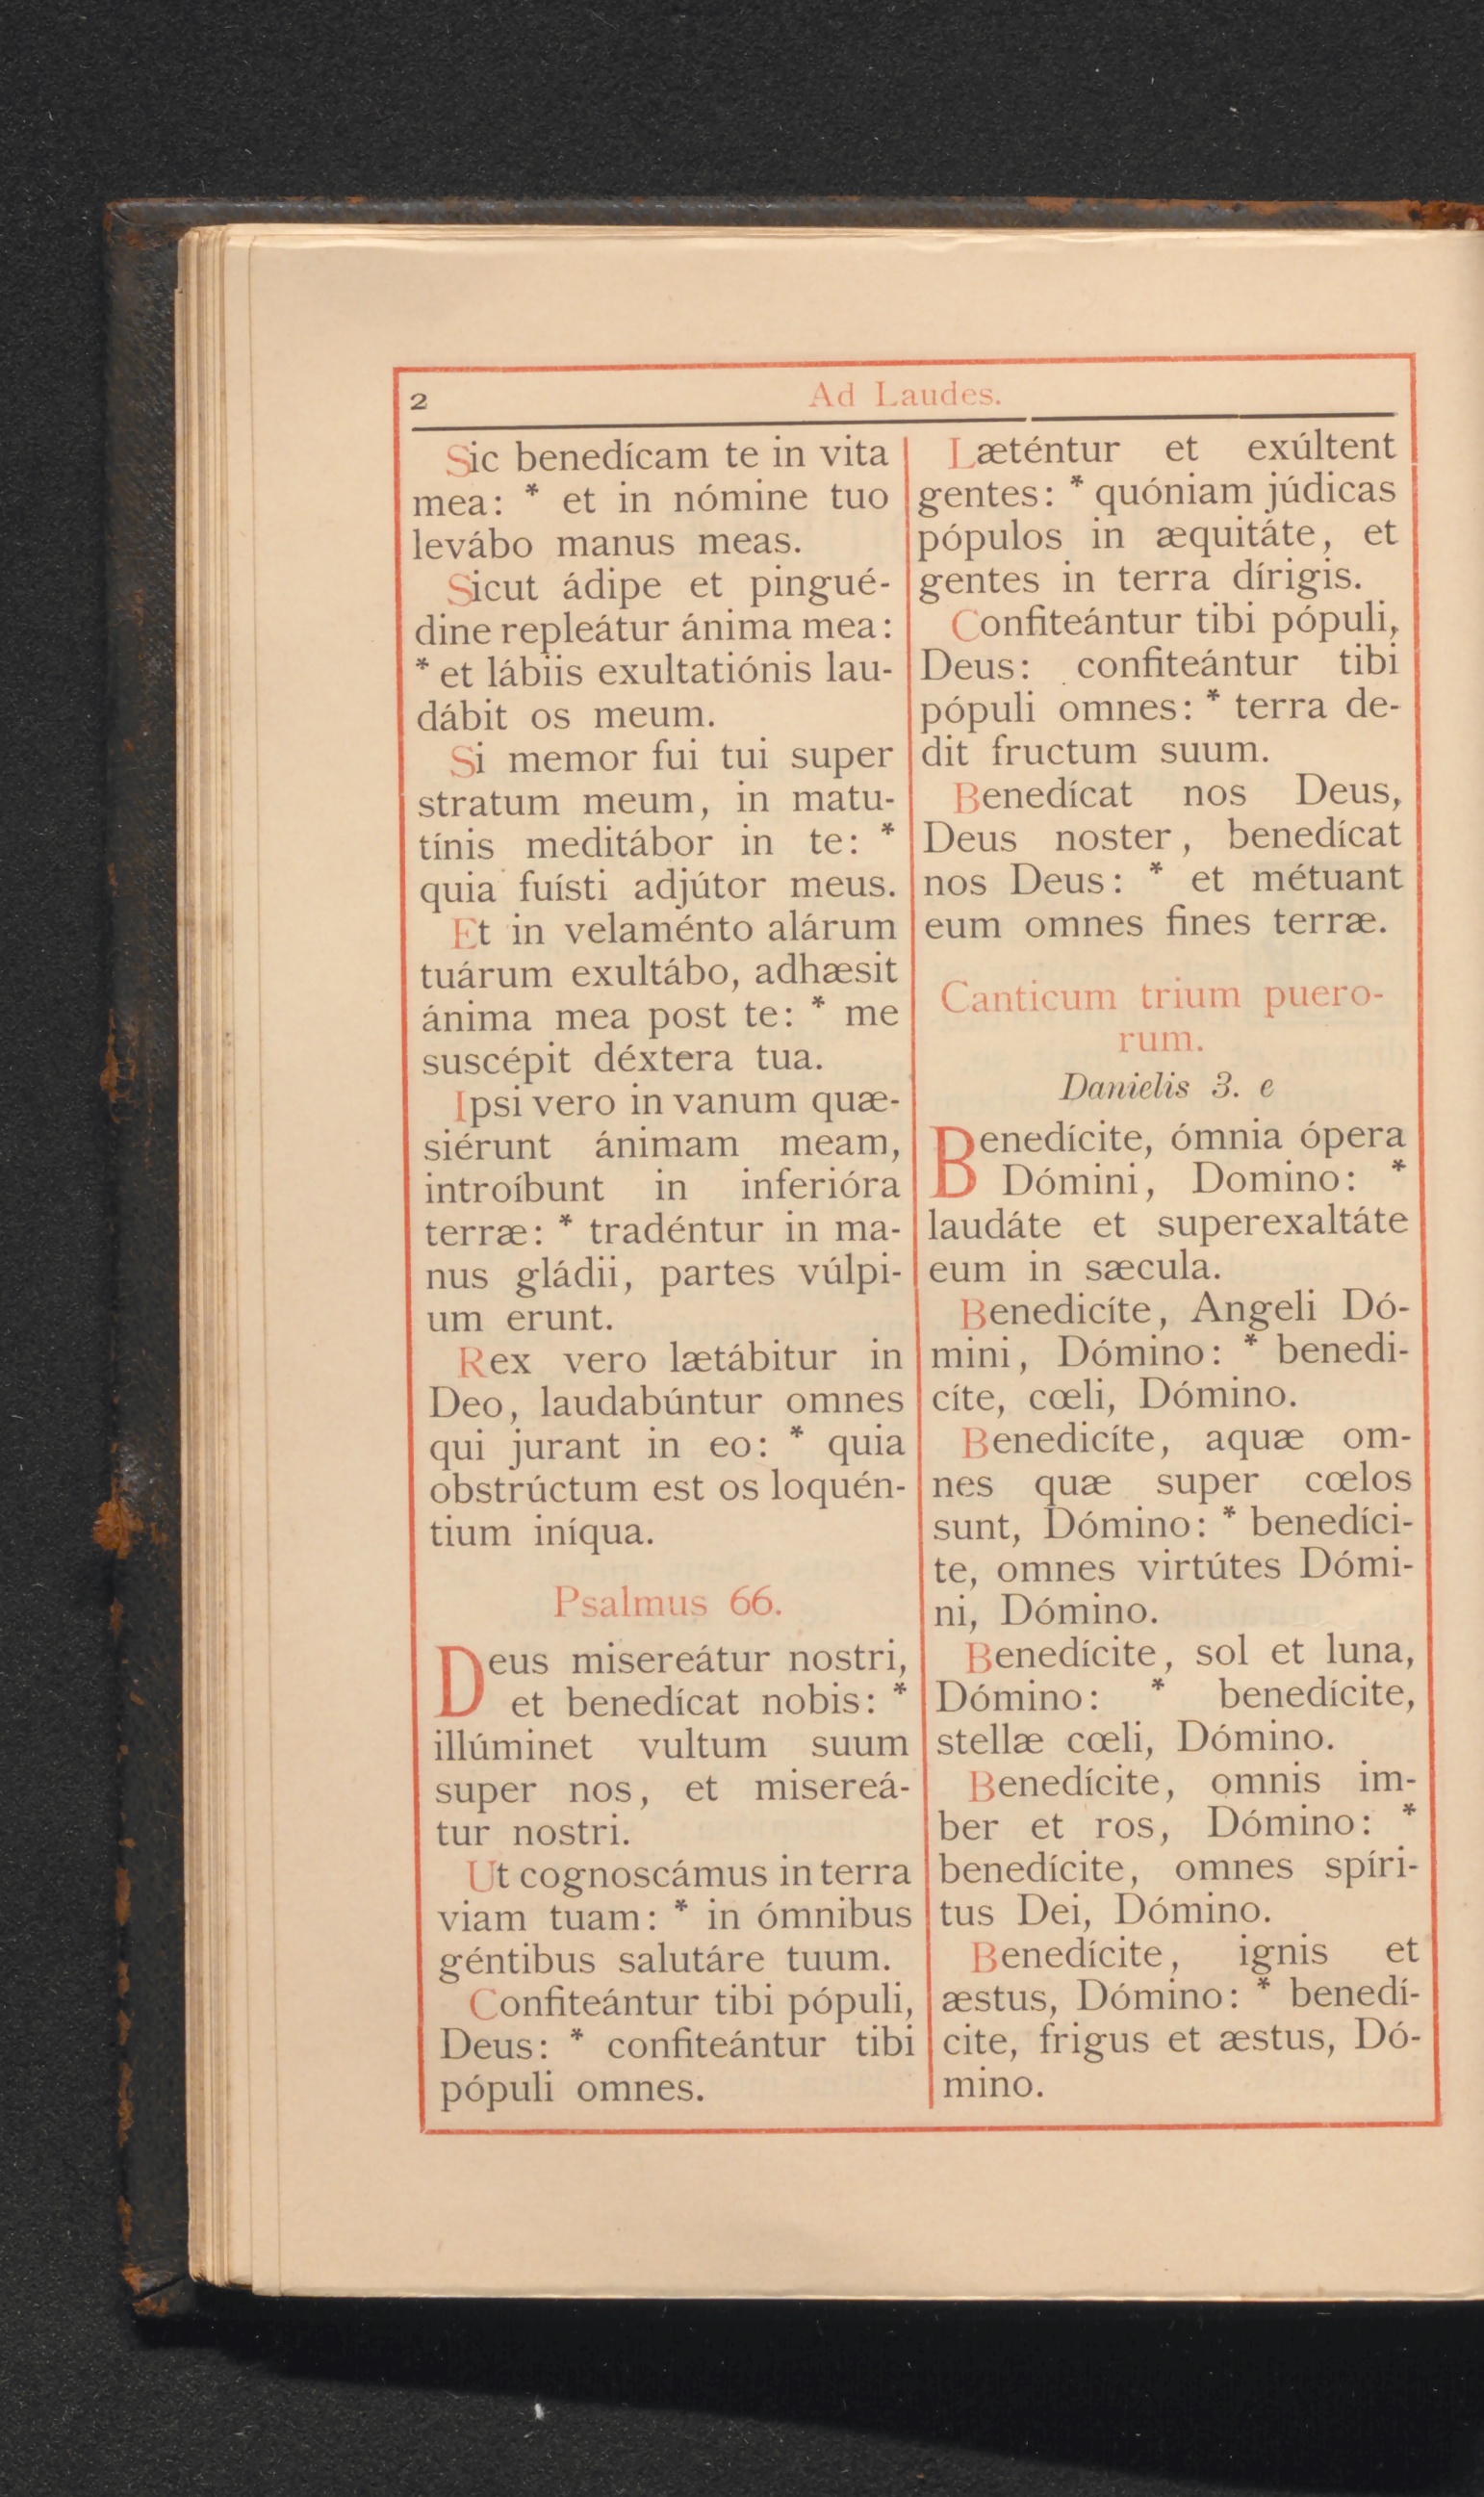 2
Ad Laudes.
Sic benedícam te in vita
mea: * et in nómine tuo
levábo manus meas.
Sicut ádipe et pingué-
dine repleátur ánima mea:
* et lábiis exultatiónis lau-
dábit os meum.
Si memor fui tui super
stratum meum, in matu-
tínis meditábor in te: *
quia fuísti adjútor meus.
Et in velaménto alárum
tuárum exultábo, adhæsit
ánima mea post te: * me
suscépit déxtera tua.
Ipsi vero in vanum quæ-
siérunt ánimam meam,
introíbunt in inferióra
terræ: * tradéntur in ma-
nus gládii, partes vúlpi-
um erunt.
Rex vero lætábitur in
Deo, laudabúntur omnes
qui jurant in eo: * quia
obstrúctum est os loquén-
tium iníqua.
Psalmus 66.
Deus misereátur nostri,
et benedícat nobis: *
illúminet vultum suum
super nos, et misereá-
tur nostri.
Ut cognoscámus in terra
viam tuam: * in ómnibus
géntibus salutáre tuum.
Confiteántur tibi pópuli,
Deus: * confiteántur tibi
pópuli omnes.
Læténtur et exúltent
gentes: * quóniam júdicas
pópulos in æquitáte, et
gentes in terra dírigis.
Confiteántur tibi pópuli,
Deus: confiteántur tibi
pópuli omnes: * terra de-
dit fructum suum.
Benedícat nos Deus,
Deus noster, benedícat
nos Deus: * et métuant
eum omnes fines terræ.
Canticum trium puero-
rum.
Danielis 3. e
Benedícite, ómnia ópera
Dómini, Domino: *
laudáte et superexaltáte
eum in sæcula.
Benedicíte, Angeli Dó-
mini, Dómino: * benedi-
cíte, cœli, Dómino.
Benedicíte, aquæ om-
nes quæ super cœlos
sunt, Dómino: * benedíci-
te, omnes virtútes Dómi-
ni, Dómino.
Benedícite, sol et luna,
Dómino: * benedícite,
stellæ cœli, Dómino.
Benedícite, omnis im-
ber et ros, Dómino: *
benedícite, omnes spíri-
tus Dei, Dómino.
Benedícite, ignis et
æstus, Dómino: * benedí-
cite, frigus et æstus, Dó-
mino.